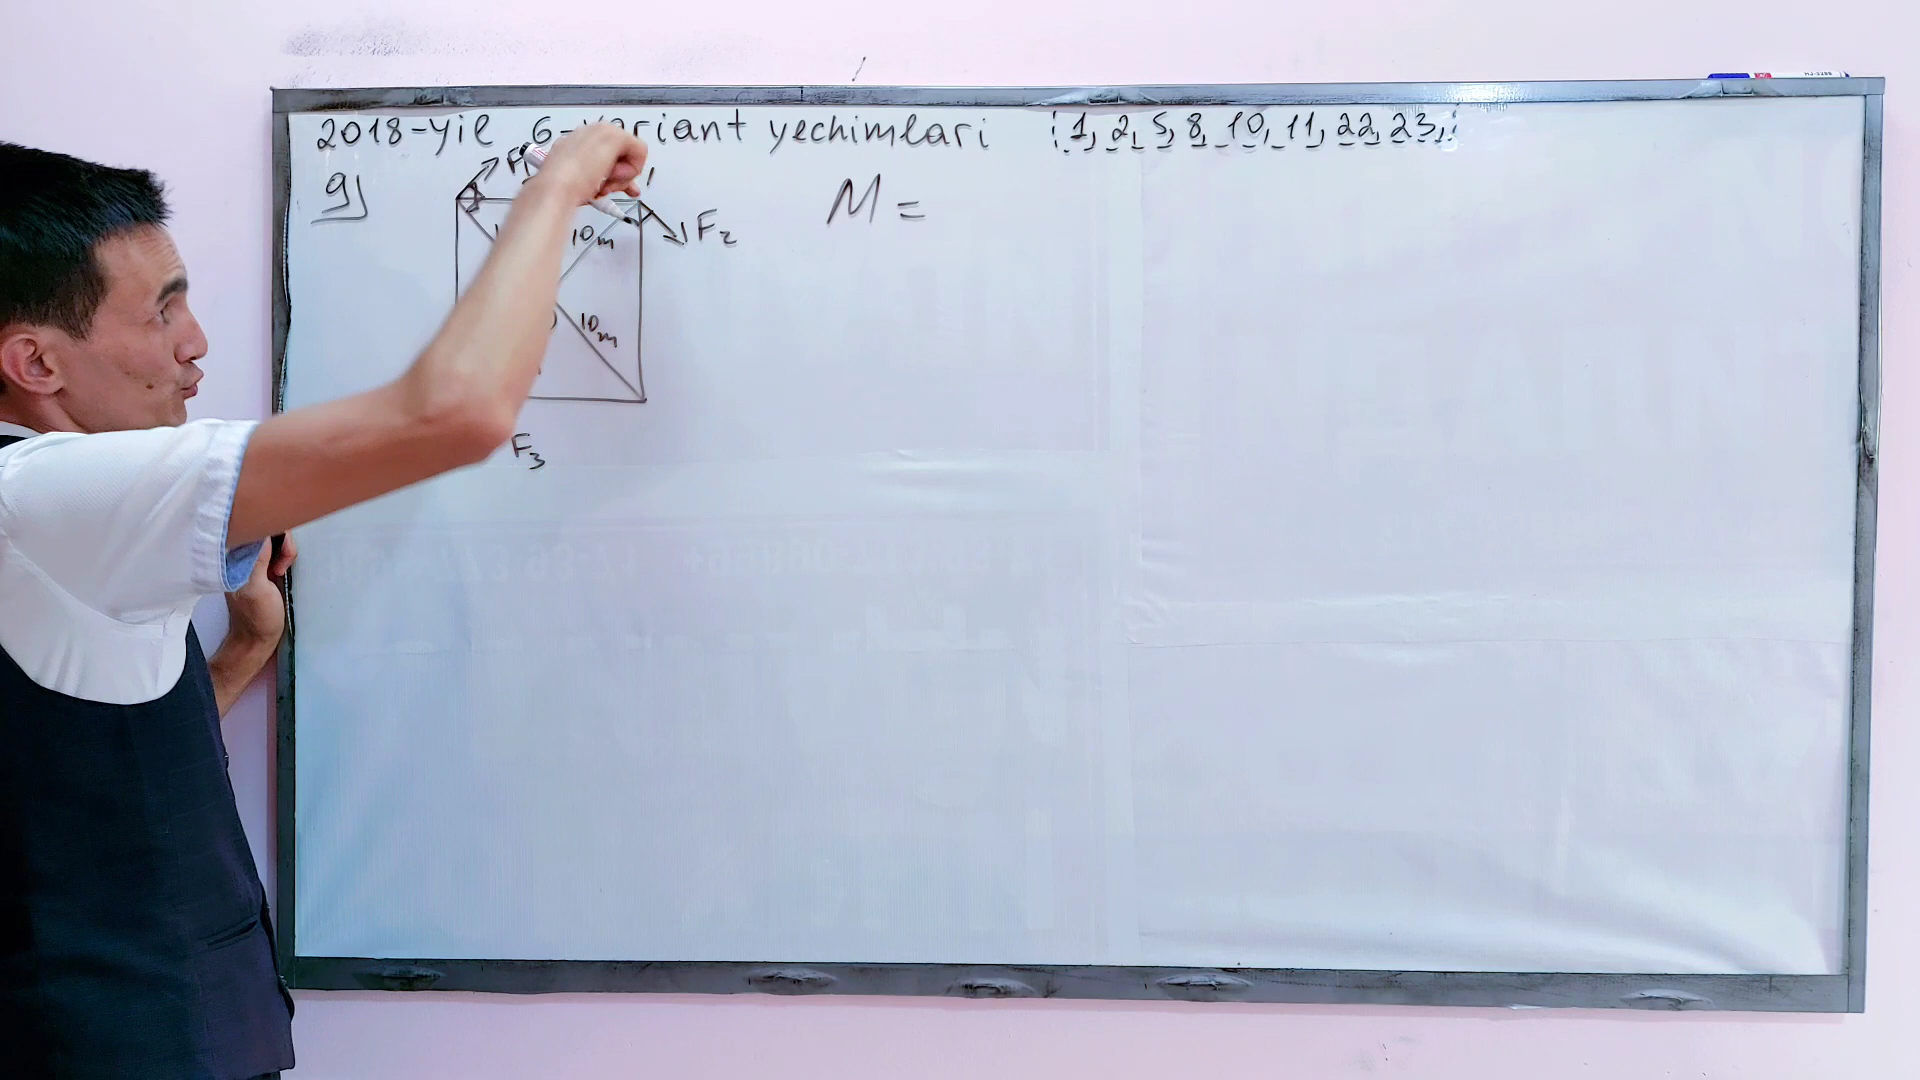 2018-yil 6-variant yechimlari 1, 2, 5, 8, 10, 11, 22, 23,
9)
F
F2
M =
10m
10m
F3